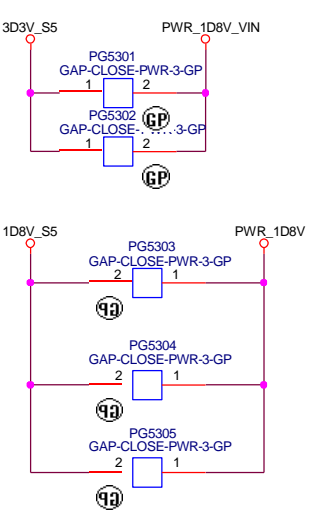 3D3V_S5 PWR_1D8V_VIN
PG5301
GAP-CLOSE-PWR-3-GP
1 2
GP
PG5302
GAP-CLOSE-. . ...3-GP
1 2
GP
1D8V_S5 PWR_1D8V
PG5303
GAP-CLOSE-PWR-3-GP
2 1
GP
PG5304
GAP-CLOSE-PWR-3-GP
2 1
GP
PG5305
GAP-CLOSE-PWR-3-GP
2 1
GP